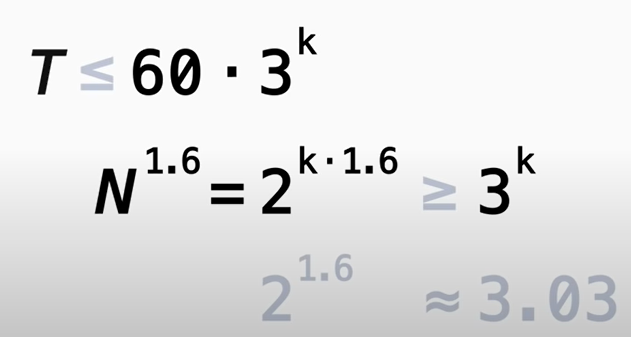 T ≤ 60 · 3^k
N^1.6 = 2^k·1.6 ≥ 3^k
2^1.6 ≈ 3.03